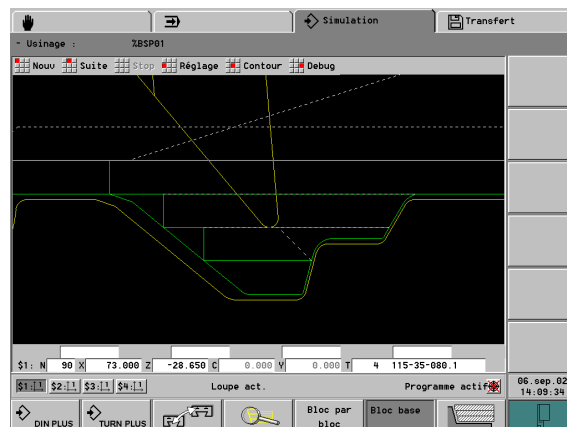 Simulation Transfert
- Usinage : %BSP01
Nouv Suite Stop Réglage Contour Debug
$1: N 90 X 73.000 Z -28.650 C 0.000 Y 0.000 T 4 115-35-080.1
$1: $2: $3: $4: Loupe act. Programme actif 06.sep.02
14:09:34
DIN PLUS TURN PLUS Bloc par Bloc base
bloc